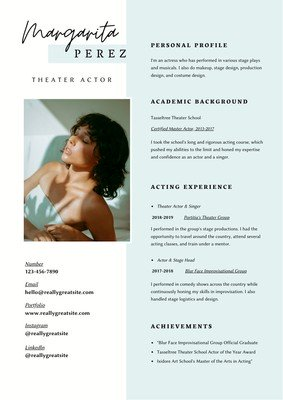 Margarita
PEREZ
THEATER ACTOR
Number
123-456-7890
Email
hello@reallygreatsite.com
Portfolio
www.reallygreatsite.com
Instagram
@reallygreatsite
LinkedIn
@reallygreatsite
PERSONAL PROFILE
I'm an actress who has performed in various stage plays
and musicals. I also do makeup, stage design, production
design, and costume design.
ACADEMIC BACKGROUND
Tasseltree Theater School
Certified Master Actor, 2013-2017
I took the school's long and rigorous acting course, which
pushed my abilities to the limit and honed my expertise
and confidence as an actor and a singer.
ACTING EXPERIENCE
• Theater Actor & Singer
2018-2019 Porktita's Theater Group
I performed in the group's stage productions. I had the
opportunity to travel around the country, attend several
acting classes, and train under a mentor.
• Actor & Stage Head
2017-2018 Blue Face Improvisational Group
I performed in comedy shows across the country while
continuously honing my skills in improvisation. I also
handled stage logistics and design.
ACHIEVEMENTS
• "Blue Face Improvisational Group Official Graduate
• Tasseltree Theater School Actor of the Year Award
• Isidore Art School's Master of the Arts in Acting"